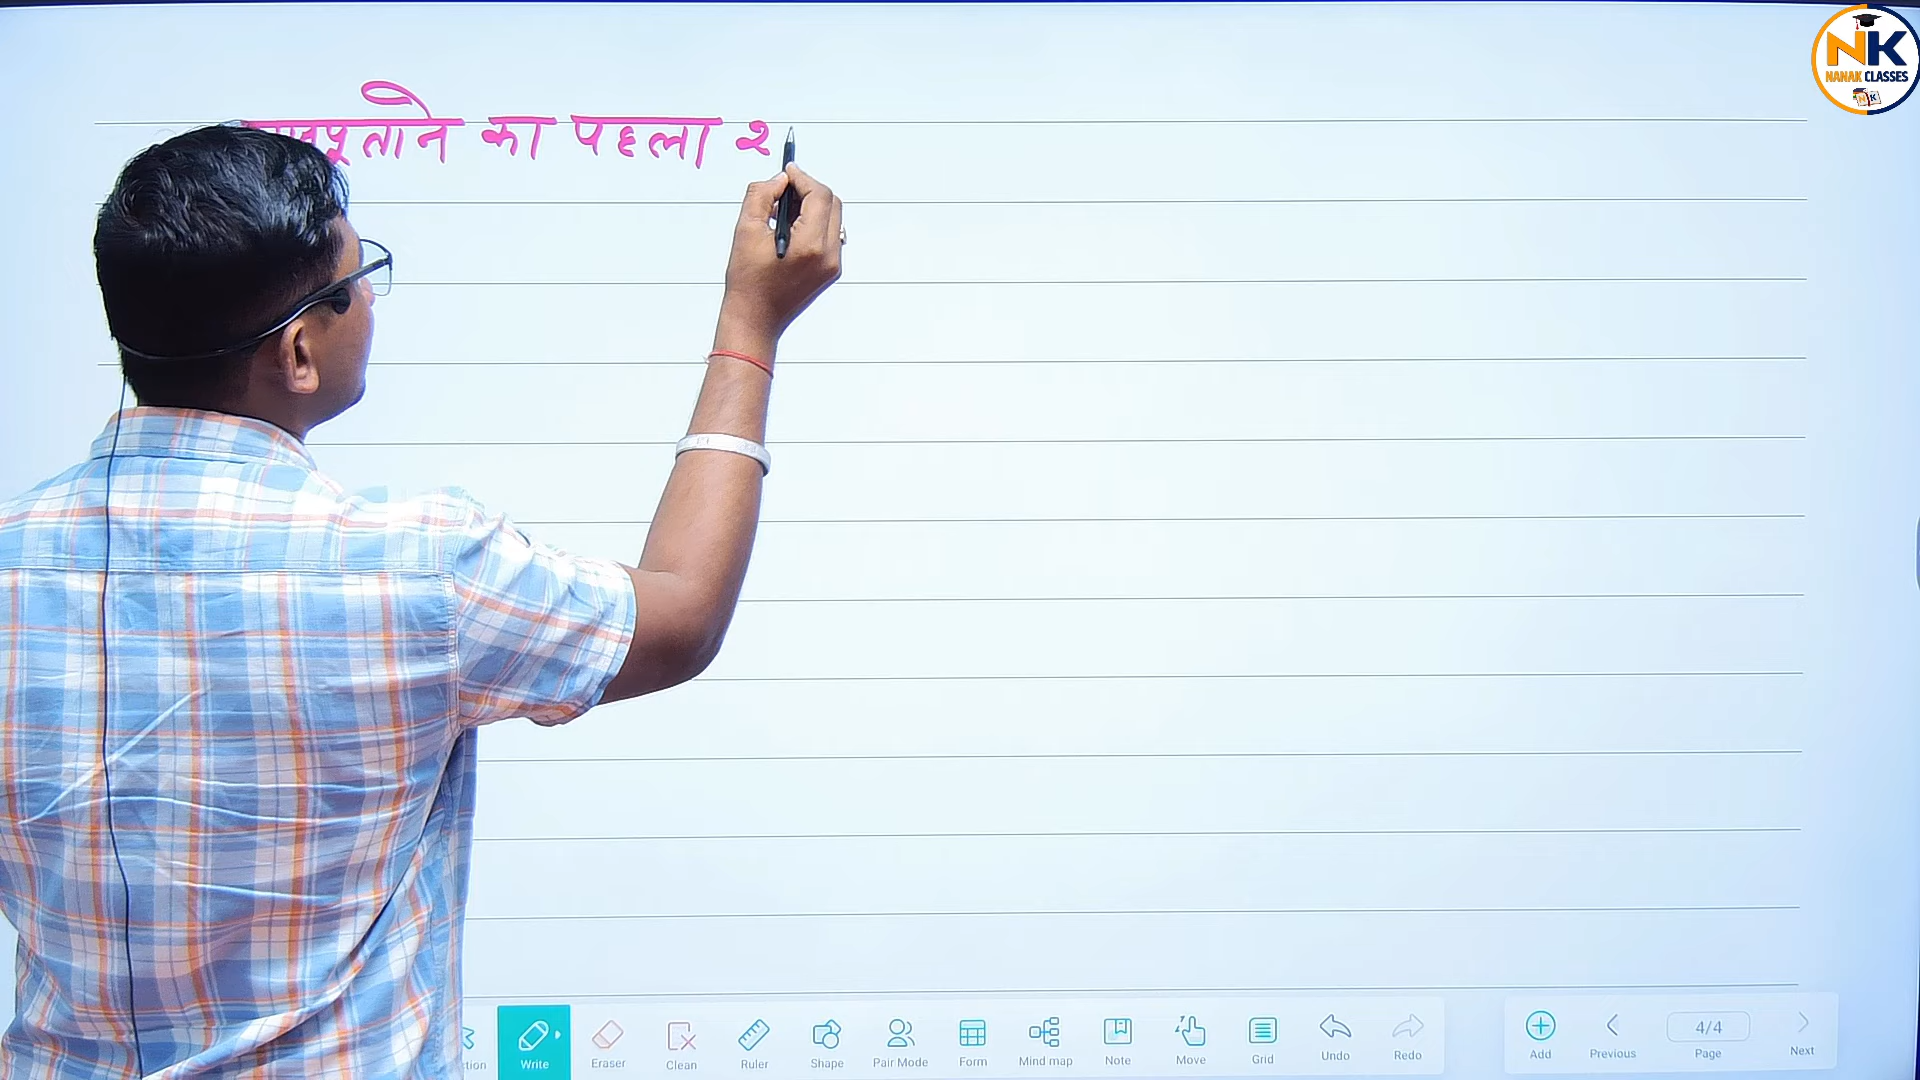 NK
NANAK CLASSES
का पहला
Write
Eraser
Clean
Ruler
Shape
Pair Mode
Form
Mind map
Note
Move
Grid
Undo
Redo
Add
Previous
4/4
Page
Next